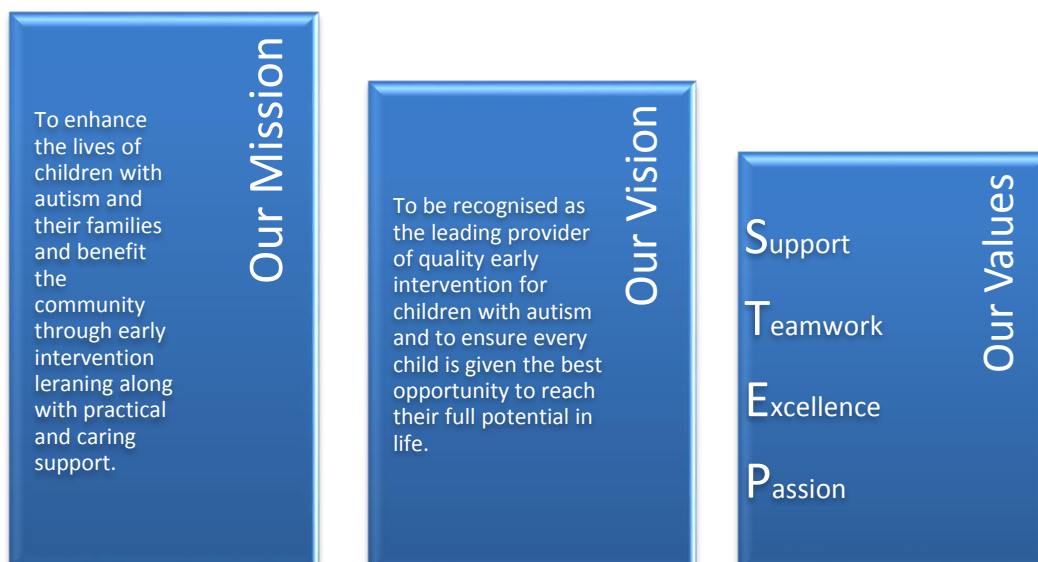 Our Mission
To enhance
the lives of
children with
autism and
their families
and benefit
the
community
through early
intervention
leraning along
with practical
and caring
support.
Our Vision
To be recognised as
the leading provider
of quality early
intervention for
children with autism
and to ensure every
child is given the best
opportunity to reach
their full potential in
life.
Our Values
Support
Teamwork
Excellence
Passion